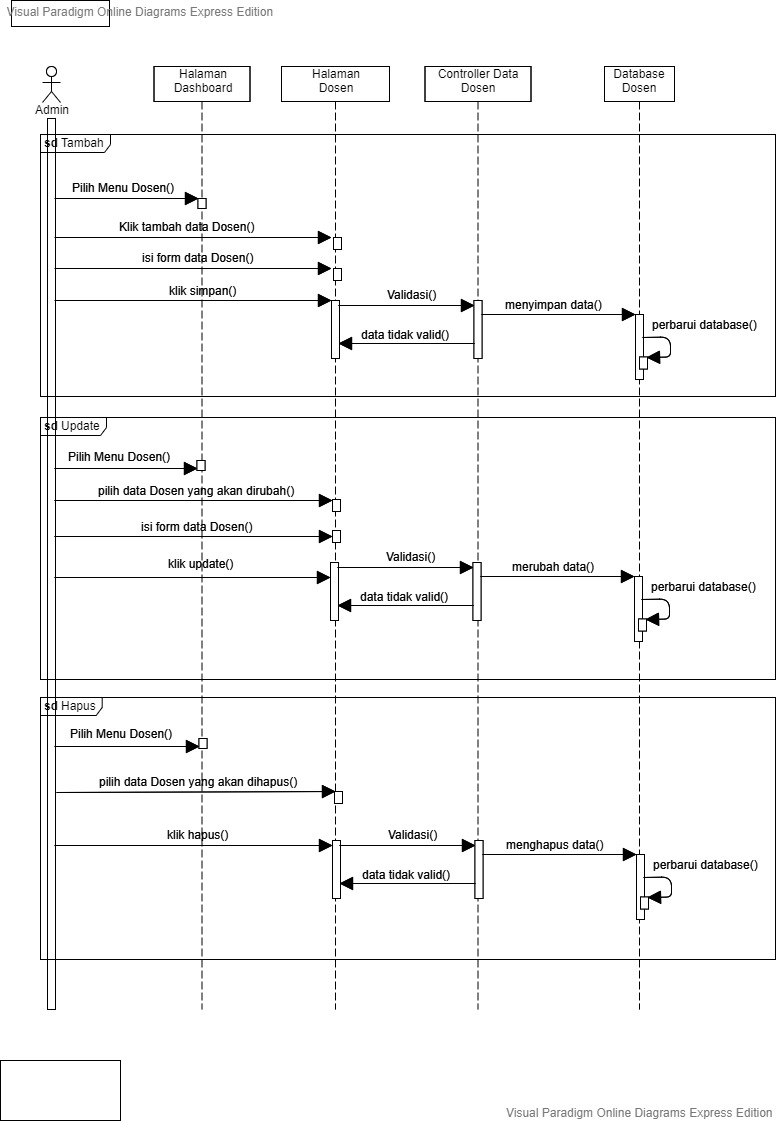 Visual Paradigm Online Diagrams Express Edition
Halaman
Dashboard
Halaman
Dosen
Controller Data
Dosen
Database
Dosen
Admin
sd Tambah
Pilih Menu Dosen()
Klik tambah data Dosen()
isi form data Dosen()
klik simpan()
Validasi()
menyimpan data()
perbarui database()
data tidak valid()
sd Update
Pilih Menu Dosen()
pilih data Dosen yang akan dirubah()
isi form data Dosen()
klik update()
Validasi()
merubah data()
perbarui database()
data tidak valid()
sd Hapus
Pilih Menu Dosen()
pilih data Dosen yang akan dihapus()
klik hapus()
Validasi()
menghapus data()
perbarui database()
data tidak valid()
Visual Paradigm Online Diagrams Express Edition